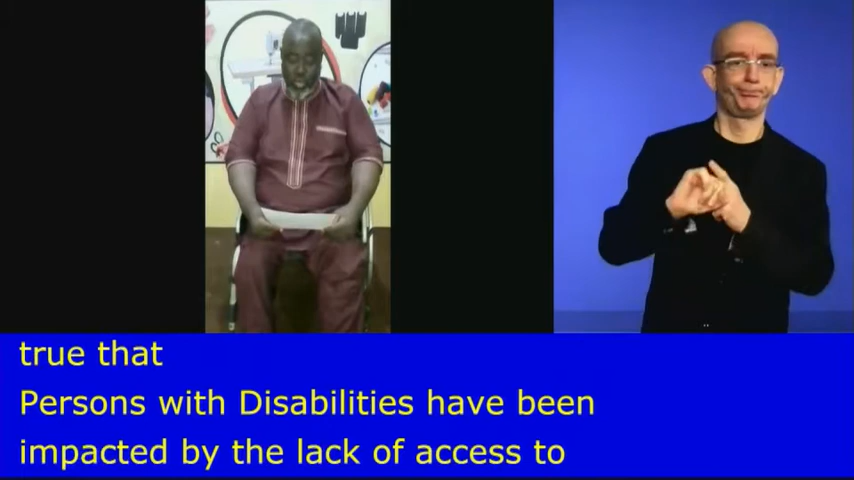 true that
Persons with Disabilities have been
impacted by the lack of access to